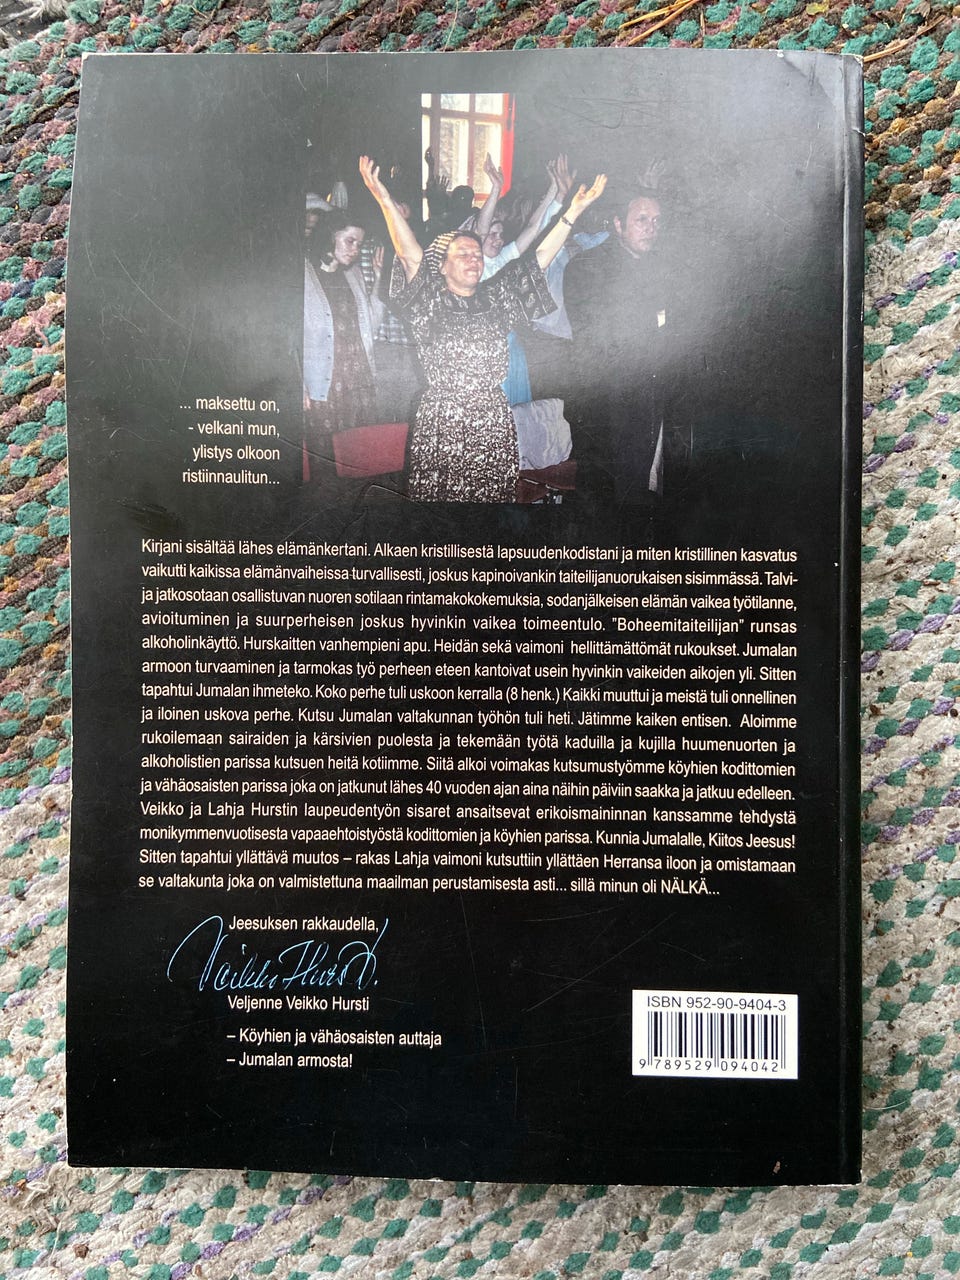 ... maksettu on,
- velkani mun,
ylistys olkoon
ristiinnaulitun...
Kirjani sisältää lähes elämänkertani. Alkaen kristillisestä lapsuudenkodistani ja miten kristillinen kasvatus
vaikutti kaikissa elämänvaiheissa turvallisesti, joskus kapinoivankin taiteilijanuorukaisen sisimmässä. Talvi-
ja jatkosotaan osallistuvan nuoren sotilaan rintamakokokemuksia, sodanjälkeisen elämän vaikea työtilanne,
avioituminen ja suurperheisen joskus hyvinkin vaikea toimeentulo. "Boheemitaiteilijan" runsas
alkoholinkäyttö. Hurskaitten vanhempieni apu. Heidän sekä vaimoni hellittämättömät rukoukset. Jumalan
armoon turvaaminen ja tarmokas työ perheen eteen kantoivat usein hyvinkin vaikeiden aikojen yli. Sitten
tapahtui Jumalan ihmeteko. Koko perhe tuli uskoon kerralla (8 henk.) Kaikki muuttui ja meistä tuli onnellinen
ja iloinen uskova perhe. Kutsu Jumalan valtakunnan työhön tuli heti. Jätimme kaiken entisen. Aloimme
rukoilemaan sairaiden ja kärsivien puolesta ja tekemään työtä kaduilla ja kujilla huumenuorten ja
alkoholistien parissa kutsuen heitä kotiimme. Siitä alkoi voimakas kutsumustyömme köyhien kodittomien
ja vähäosaisten parissa joka on jatkunut lähes 40 vuoden ajan aina näihin päiviin saakka ja jatkuu edelleen.
Veikko ja Lahja Hurstin laupeudentyön sisaret ansaitsevat erikoismaininnan kanssamme tehdystä
monikymmenvuotisesta vapaaehtoistyöstä kodittomien ja köyhien parissa. Kunnia Jumalalle, Kiitos Jeesus!
Sitten tapahtui yllättävä muutos – rakas Lahja vaimoni kutsuttiin yllättäen Herransa iloon ja omistamaan
se valtakunta joka on valmistettuna maailman perustamisesta asti... sillä minun oli NÄLKÄ...
Jeesuksen rakkaudella,
Veikko Hursti
Veljenne Veikko Hursti
– Köyhien ja vähäosaisten auttaja
– Jumalan armosta!
ISBN 952-90-9404-3
9 789529 094042